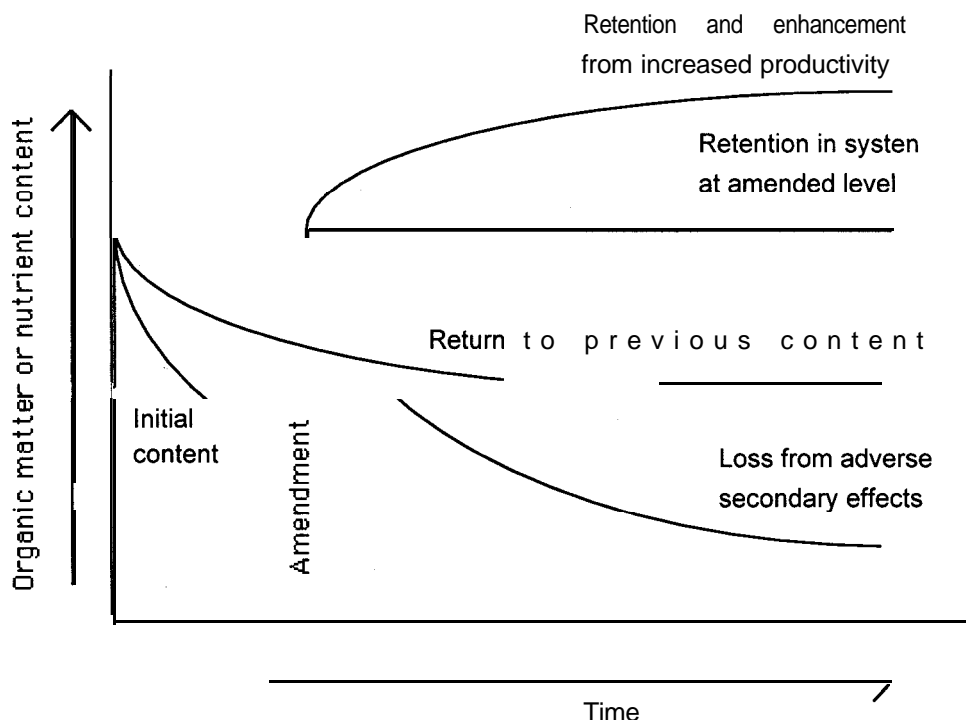 Retention and enhancement
from increased productivity
Retention in systen
at amended level
Organic matter or nutrient content
Return to previous content
Initial
content
Amendment
Loss from adverse
secondary effects
Time